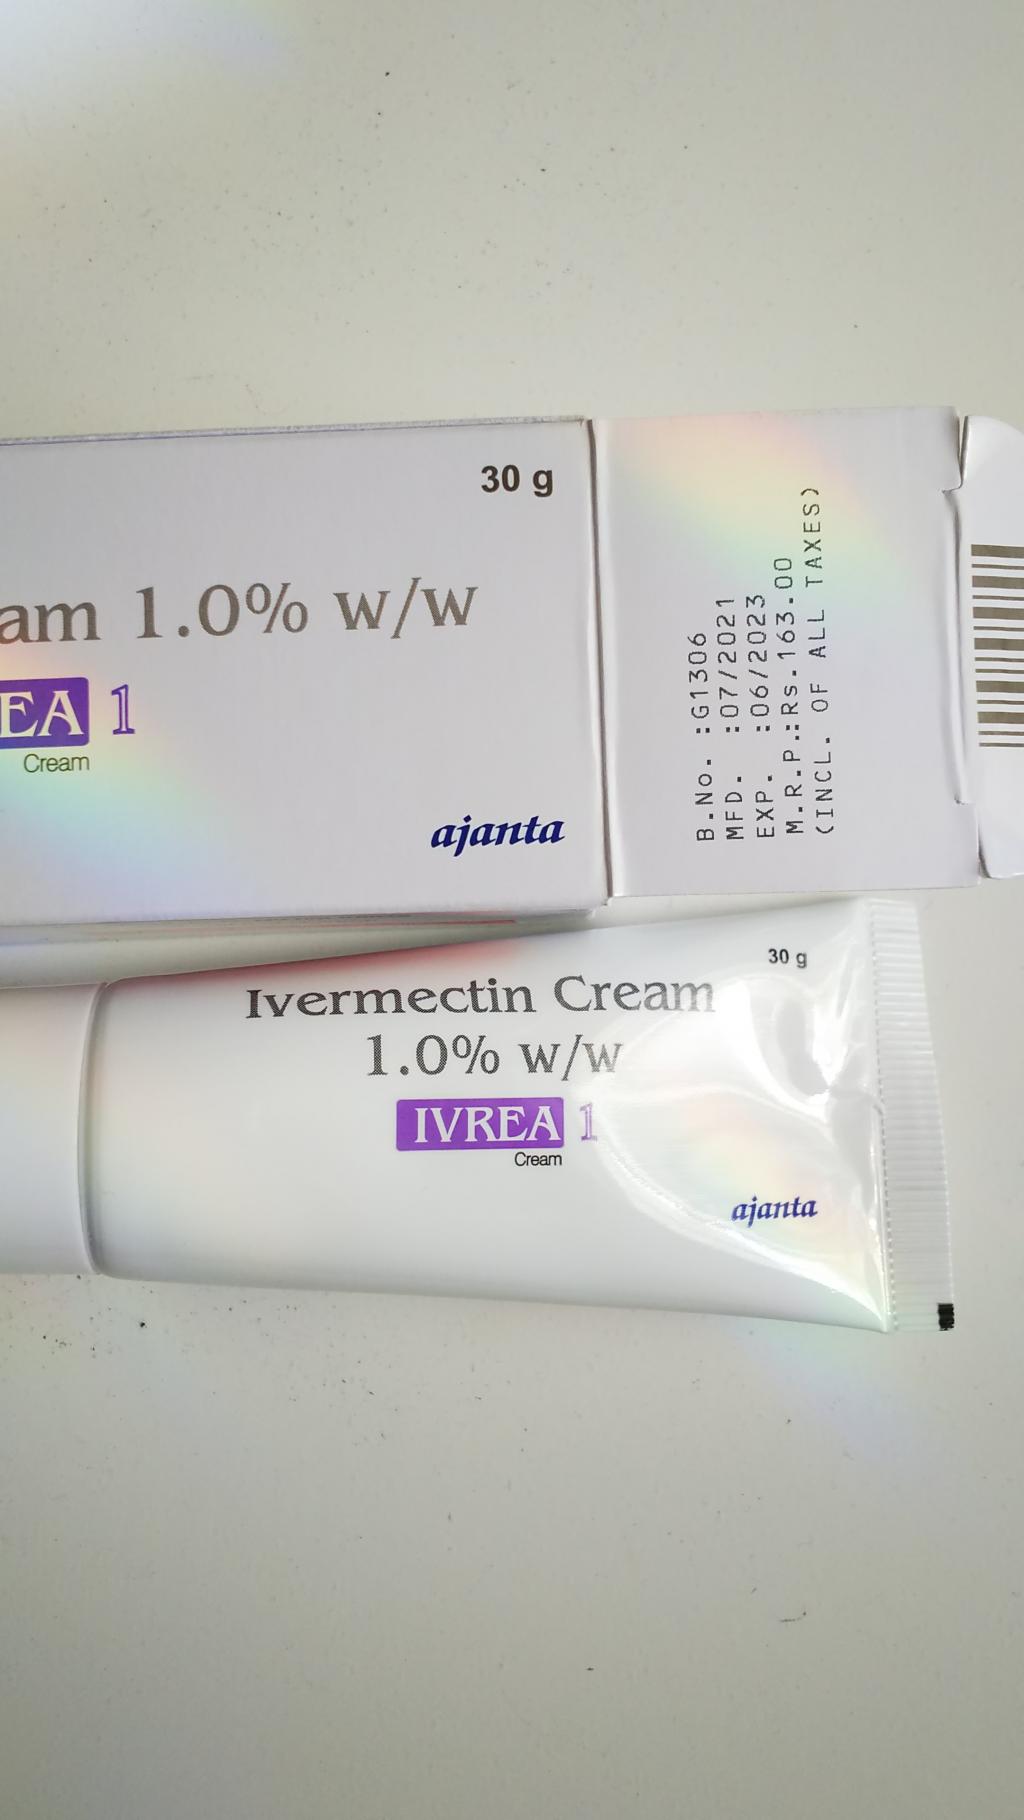 30 g
am 1.0% w/w
EA 1
Cream
ajanta
B.No. :G1306
MFD. :07/2021
EXP. :06/2023
M.R.P.:Rs.163.00
(INCL. OF ALL TAXES)
30 g
Ivermectin Cream
1.0% w/w
IVREA 1
Cream
ajanta